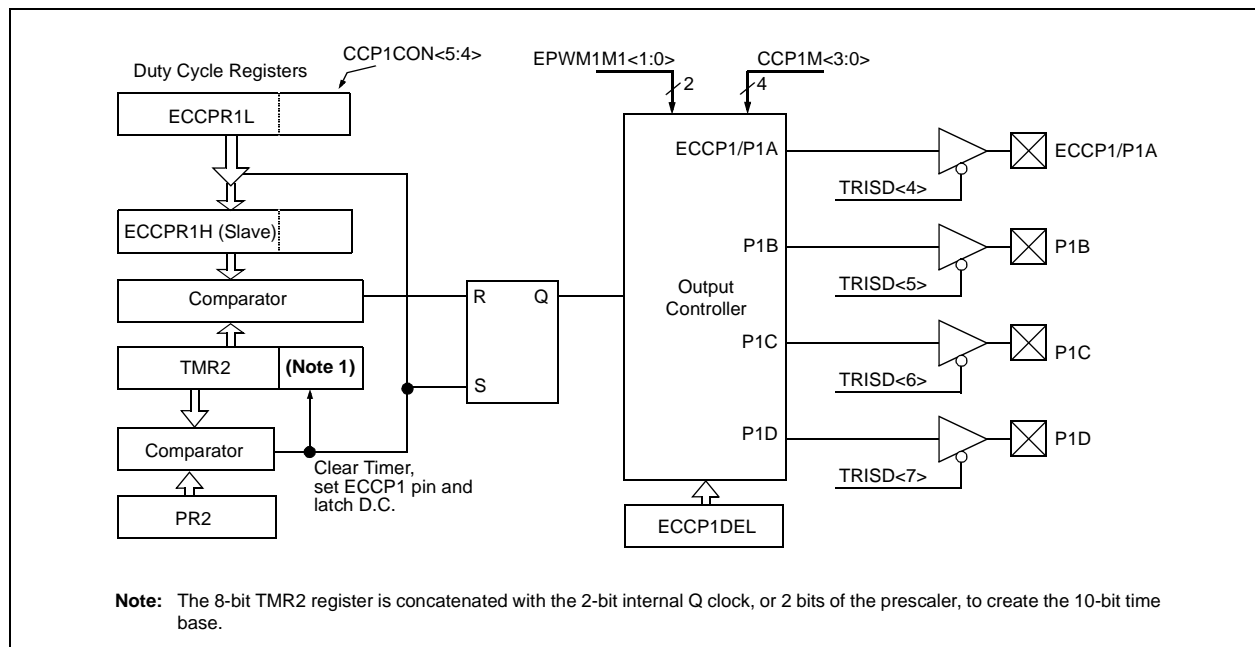 CCP1CON<5:4>
Duty Cycle Registers
ECCPR1L
ECCPR1H (Slave)
Comparator
TMR2
(Note 1)
Comparator
PR2
Clear Timer,
set ECCP1 pin and
latch D.C.
R
Q
S
EPWM1M1<1:0>
2
CCP1M<3:0>
4
Output
Controller
ECCP1/P1A
P1B
P1C
P1D
ECCP1DEL
TRISD<4>
ECCP1/P1A
TRISD<5>
P1B
TRISD<6>
P1C
TRISD<7>
P1D
Note: The 8-bit TMR2 register is concatenated with the 2-bit internal Q clock, or 2 bits of the prescaler, to create the 10-bit time
base.